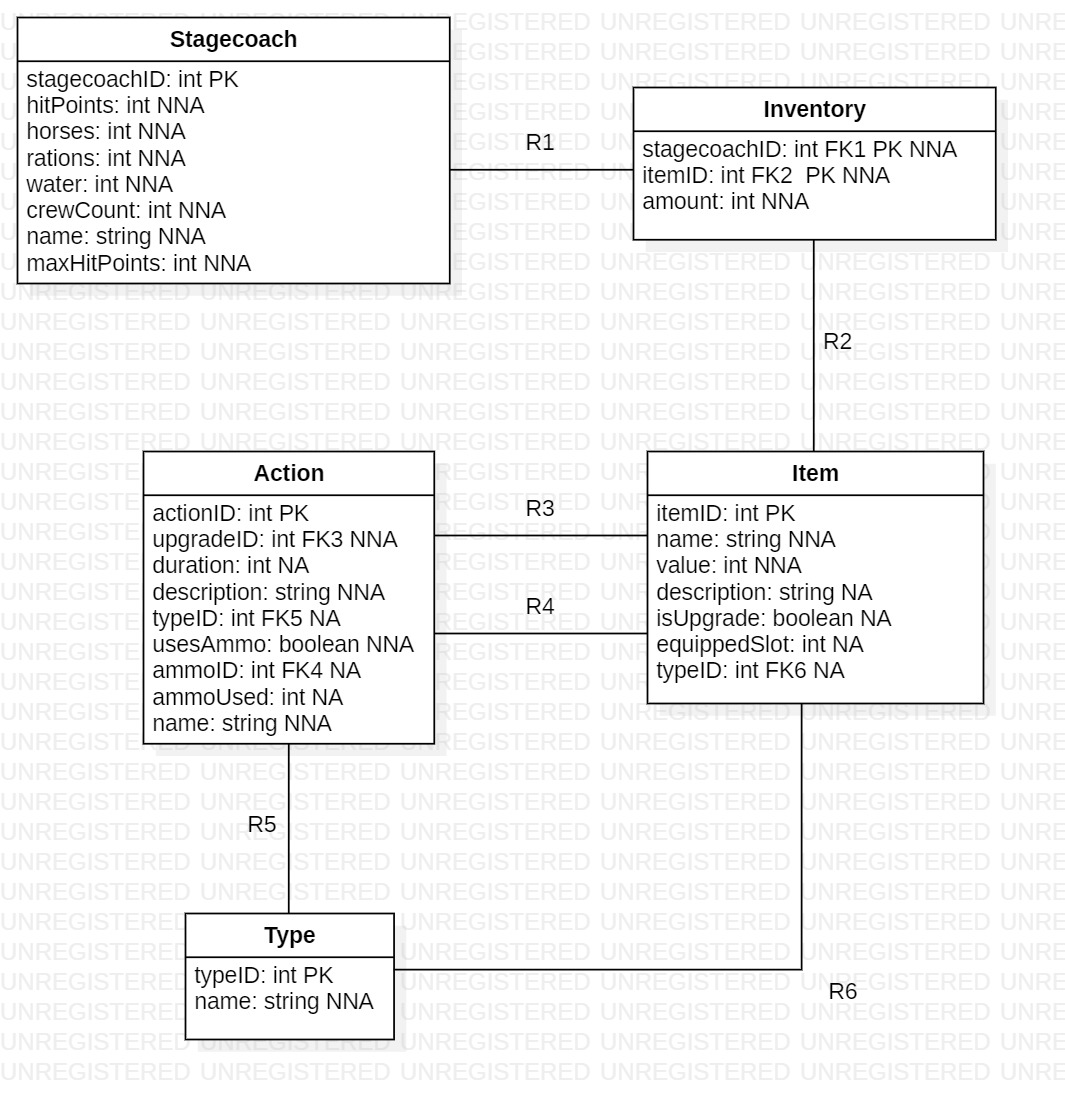 Stagecoach
stagecoachID: int PK
hitPoints: int NNA
horses: int NNA
rations: int NNA
water: int NNA
crewCount: int NNA
name: string NNA
maxHitPoints: int NNA
R1
Inventory
stagecoachID: int FK1 PK NNA
itemID: int FK2  PK NNA
amount: int NNA
R2
Action
actionID: int PK
upgradeID: int FK3 NNA
duration: int NA
description: string NNA
typeID: int FK5 NA
usesAmmo: boolean NNA
ammoID: int FK4 NA
ammoUsed: int NA
name: string NNA
R3
R4
Item
itemID: int PK
name: string NNA
value: int NNA
description: string NA
isUpgrade: boolean NA
equippedSlot: int NA
typeID: int FK6 NA
R5
Type
typeID: int PK
name: string NNA
R6
UNREGISTERED